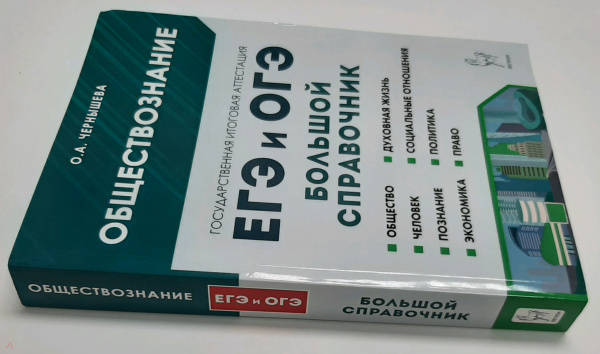 О.А. ЧЕРНЫШЕВА
ОБЩЕСТВОЗНАНИЕ
ГОСУДАРСТВЕННАЯ ИТОГОВАЯ АТТЕСТАЦИЯ
ЕГЭ и ОГЭ
БОЛЬШОЙ
СПРАВОЧНИК
ОБЩЕСТВО
ЧЕЛОВЕК
ПОЗНАНИЕ
ЭКОНОМИКА
ДУХОВНАЯ ЖИЗНЬ
СОЦИАЛЬНЫЕ ОТНОШЕНИЯ
ПОЛИТИКА
ПРАВО
ОБЩЕСТВОЗНАНИЕ
ЕГЭ и ОГЭ
БОЛЬШОЙ
СПРАВОЧНИК